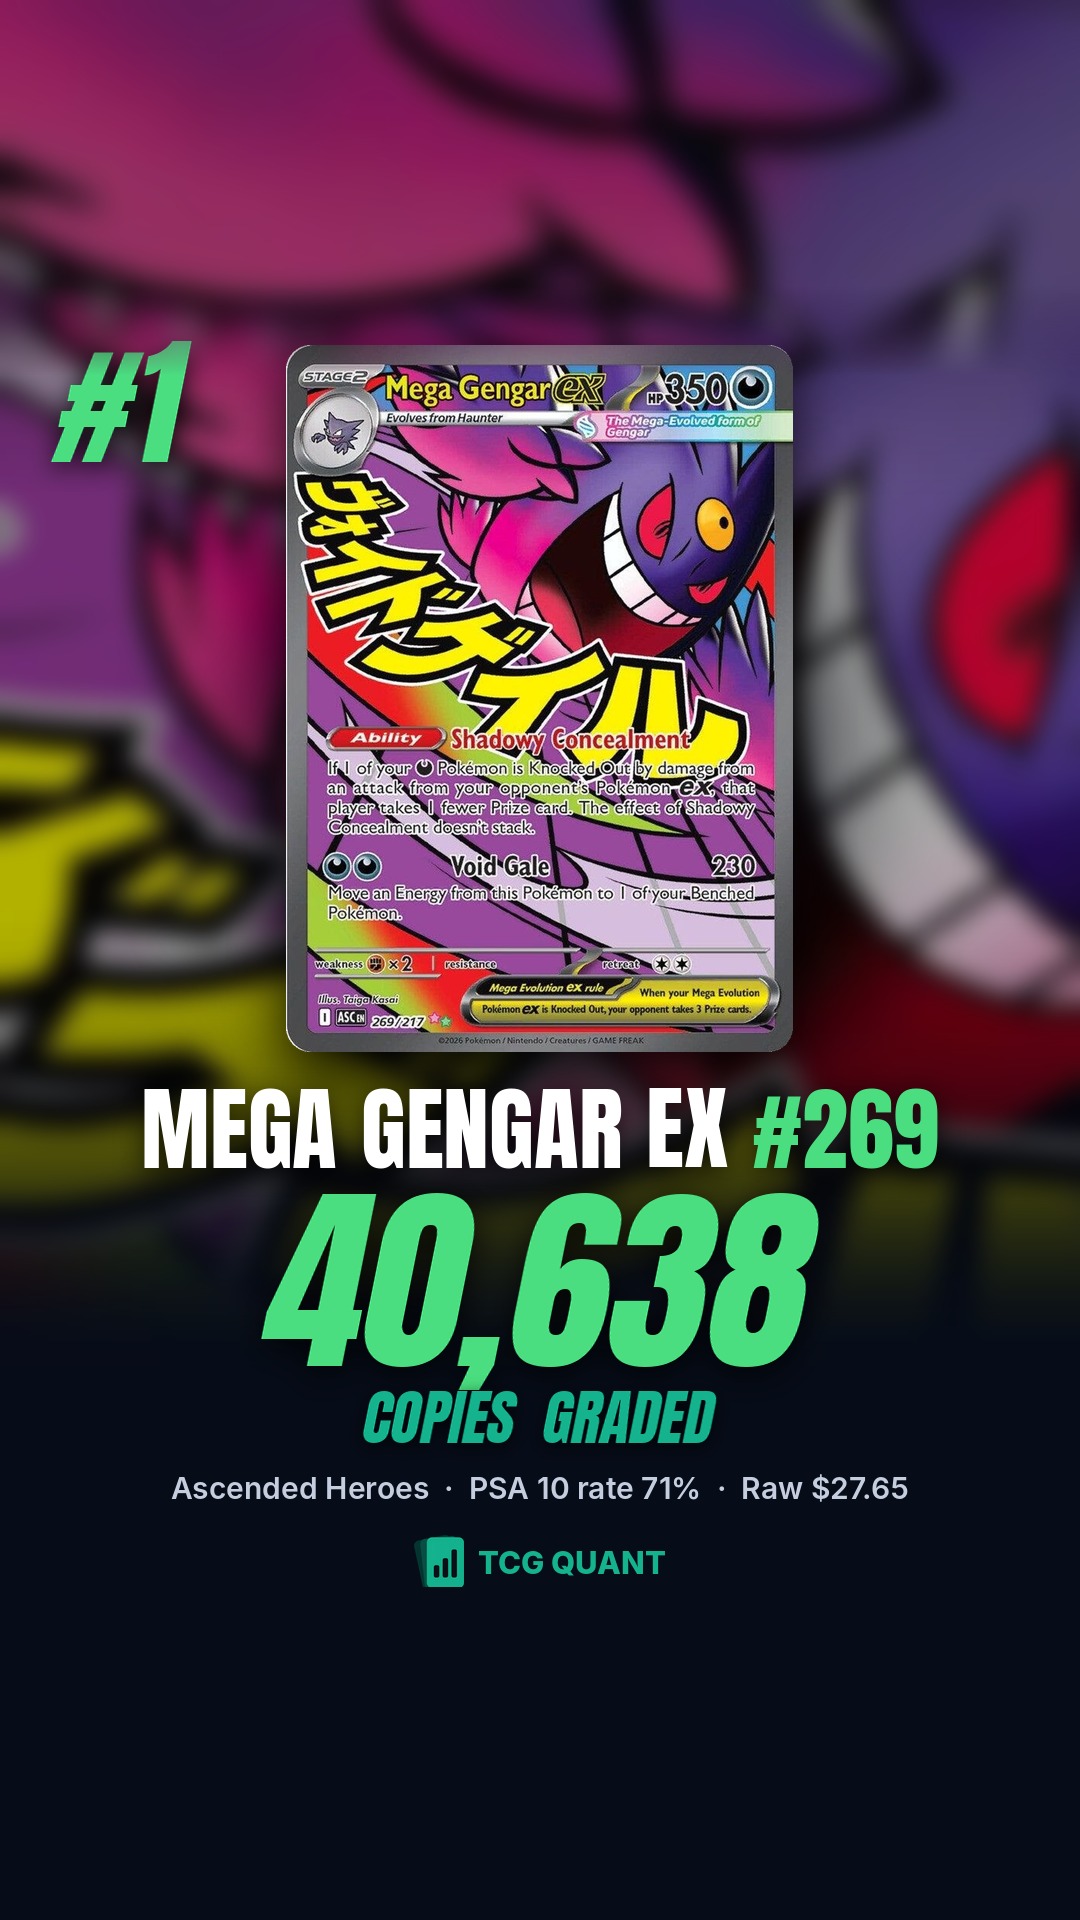 #1
STAGE2 Mega Gengar ex HP350
Evolves from Haunter
The Mega-Evolved form of
Gengar
ヴォイドゲイル
Ability Shadowy Concealment
If 1 of your Pokémon is Knocked Out by damage from
an attack from your opponent's Pokémon ex, that
player takes 1 fewer Prize card. The effect of Shadowy
Concealment doesn't stack.
Void Gale 230
Move an Energy from this Pokémon to 1 of your Benched
Pokémon.
weakness ×2 resistance retreat
Mega Evolution ex rule When your Mega Evolution
Pokémon ex is Knocked Out, your opponent takes 3 Prize cards.
Illus. Taiga Kasai
I ASC EN 269/217
©2026 Pokémon / Nintendo / Creatures / GAME FREAK
MEGA GENGAR EX #269
40,638
COPIES GRADED
Ascended Heroes · PSA 10 rate 71% · Raw $27.65
TCG QUANT